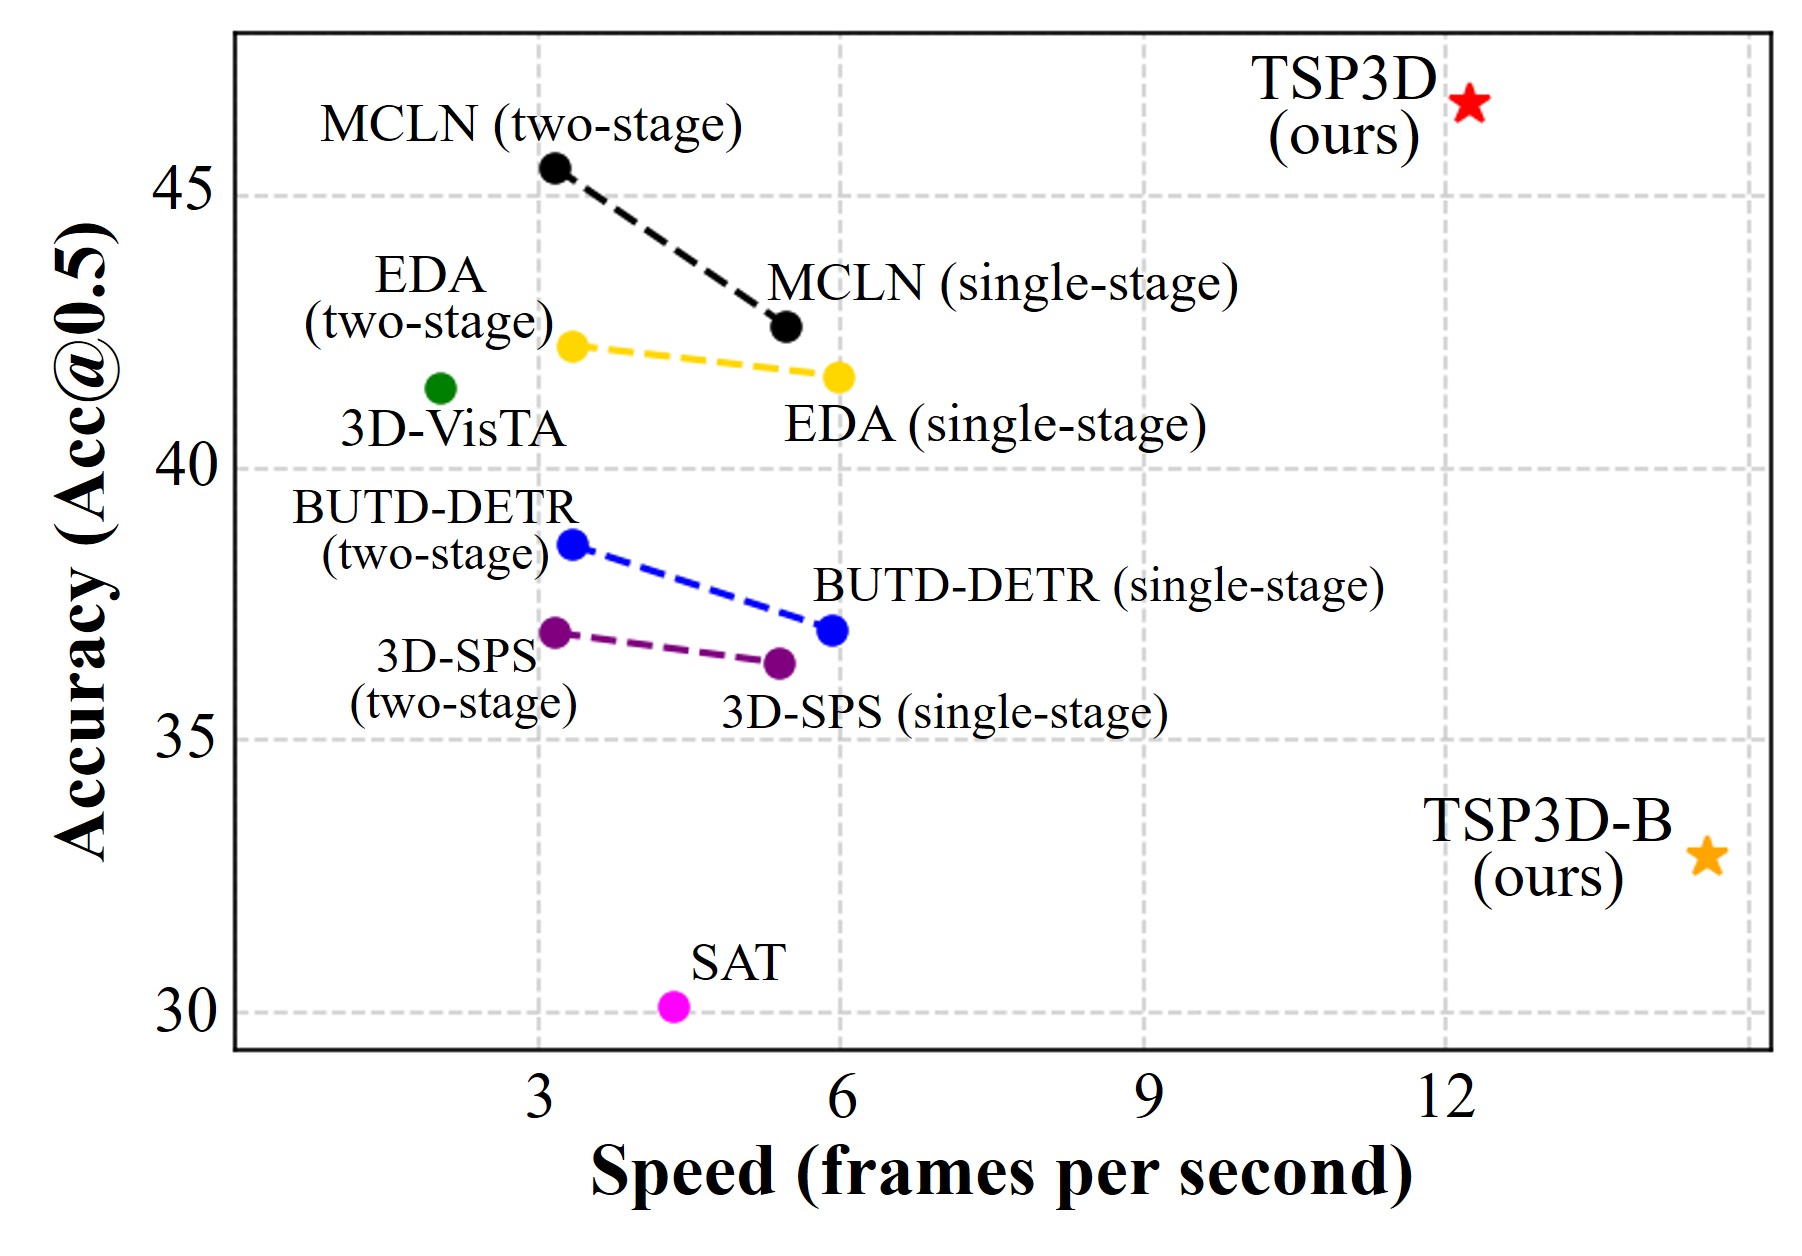 TSP3D
(ours)
MCLN (two-stage)
45
EDA
(two-stage)
MCLN (single-stage)
3D-VisTA
EDA (single-stage)
40
BUTD-DETR
(two-stage)
BUTD-DETR (single-stage)
3D-SPS
(two-stage)
3D-SPS (single-stage)
35
TSP3D-B
(ours)
SAT
30
3
6
9
12
Speed (frames per second)
Accuracy (Acc@0.5)